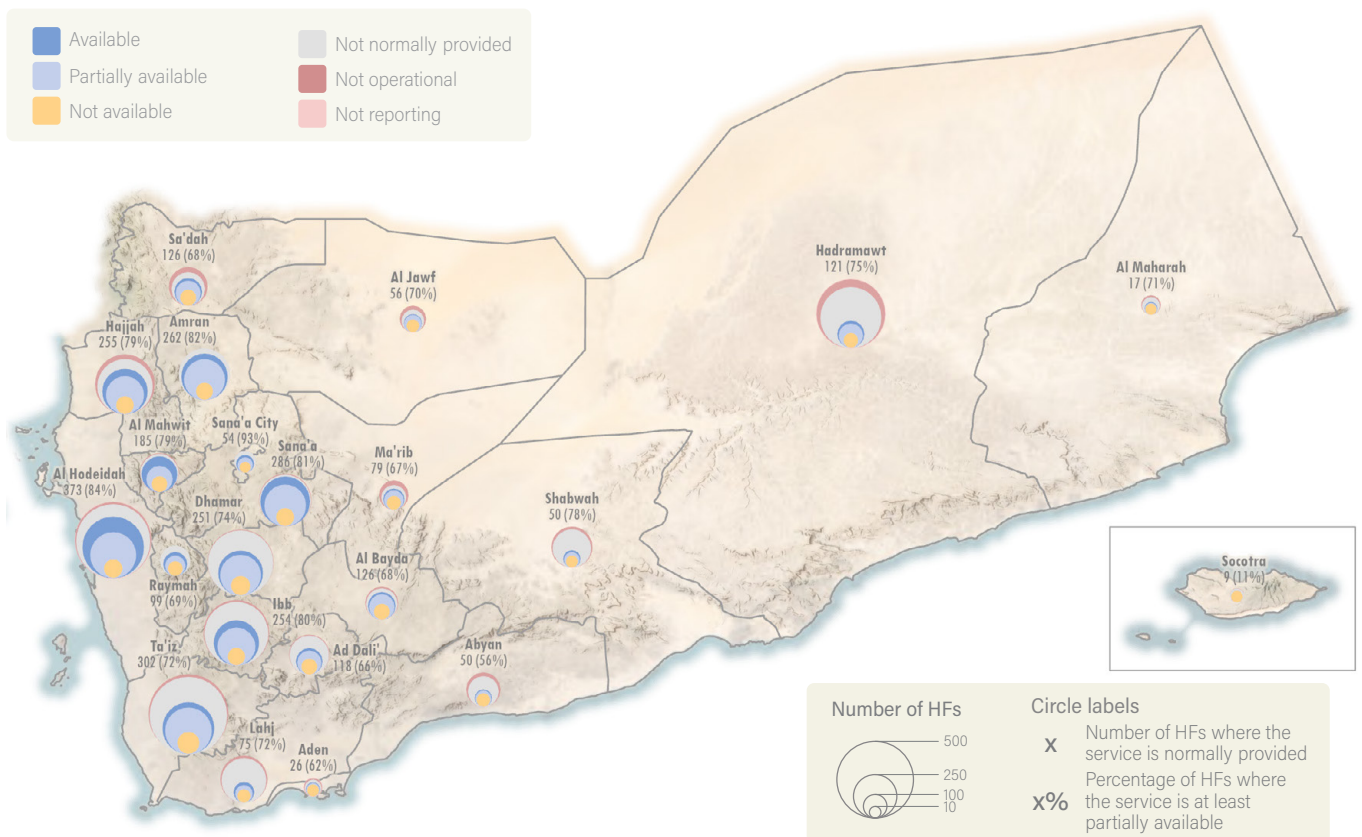 Available
Partially available
Not available
Not normally provided
Not operational
Not reporting
Sa'dah
126 (68%)
Al Jawf
56 (70%)
Hadramawt
121 (75%)
Al Maharah
17 (71%)
Hajjah
255 (79%)
Amran
262 (82%)
Al Mahwit
185 (79%)
Sana'a City
54 (93%)
Sana'a
286 (81%)
Ma'rib
79 (67%)
Al Hodeidah
373 (84%)
Dhamar
251 (74%)
Shabwah
50 (78%)
Al Bayda
126 (68%)
Raymah
99 (69%)
Ibb
254 (80%)
Socotra
9 (11%)
Ta'iz
302 (72%)
Ad Dali'
118 (66%)
Abyan
50 (56%)
Lahj
75 (72%)
Aden
26 (62%)
Number of HFs
500
250
100
10
Circle labels
x
Number of HFs where the
service is normally provided
x%
Percentage of HFs where
the service is at least
partially available